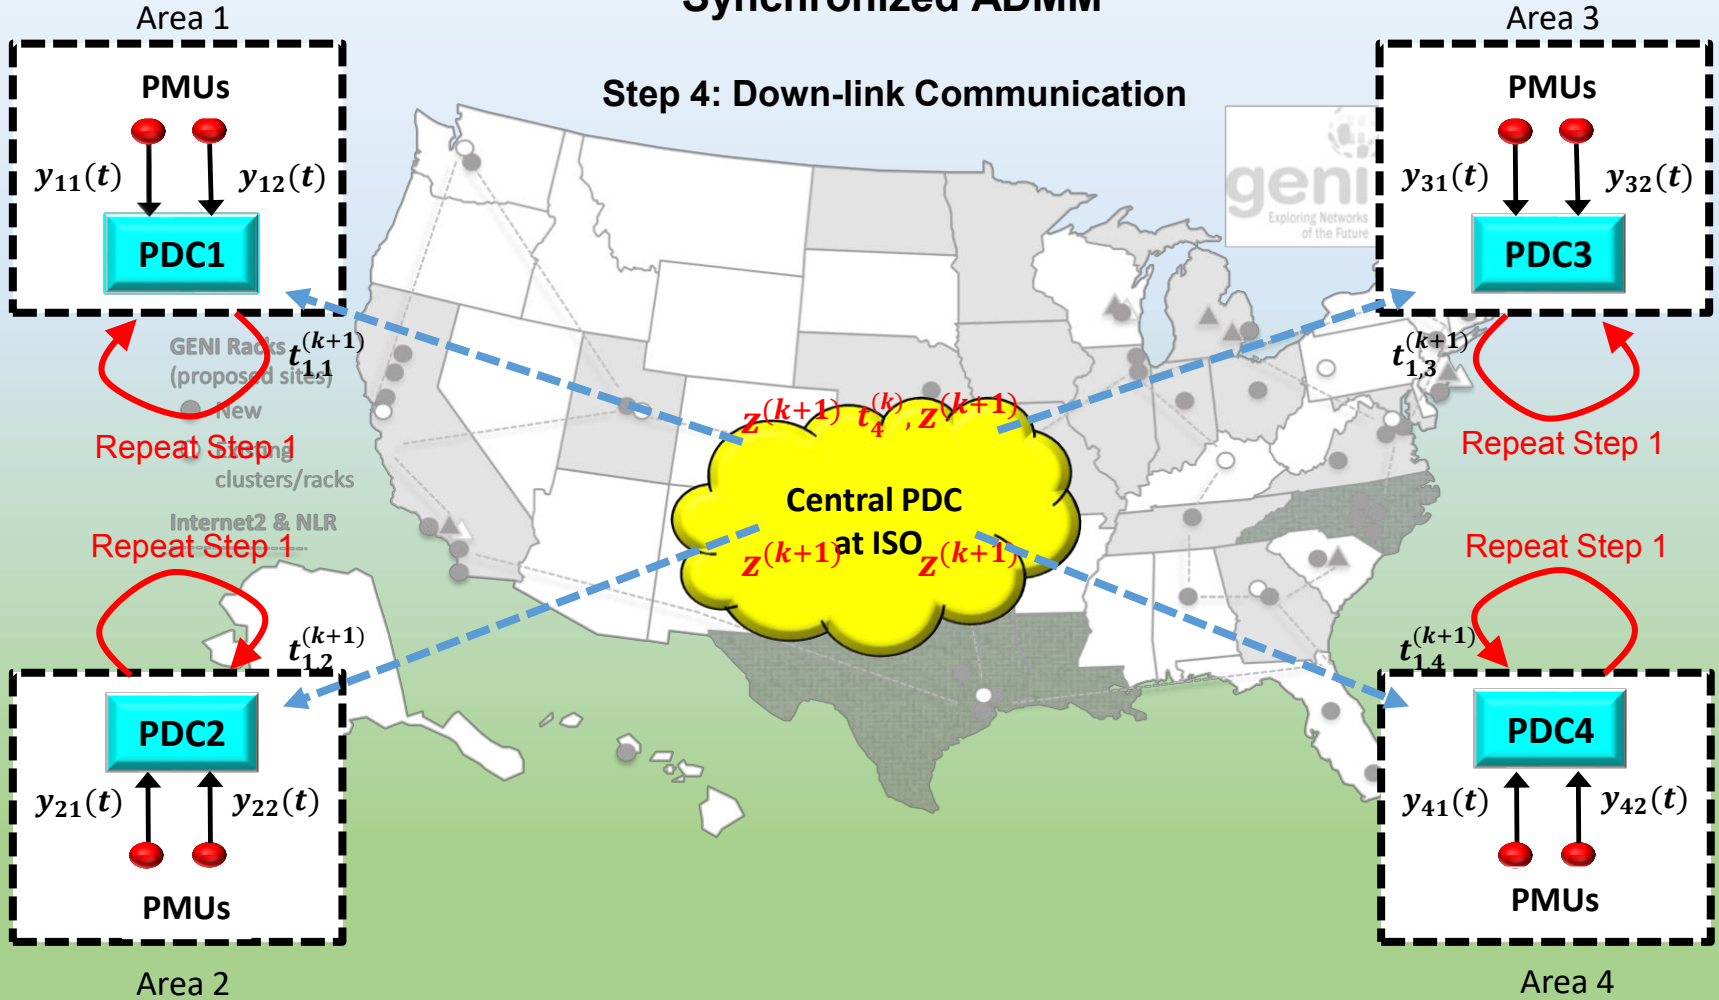 Synchronized ADMM
Step 4: Down-link Communication
Area 1
PMUs
y₁₁(t)
y₁₂(t)
PDC1
t₁,₁^(k+1)
Repeat Step 1
Area 3
PMUs
y₃₁(t)
y₃₂(t)
PDC3
t₁,₃^(k+1)
Repeat Step 1
geni
Exploring Networks
of the Future
GENI Racks
(proposed sites)
New
Existing
clusters/racks
Internet2 & NLR
z^(k+1) t₄^(k), z^(k+1)
Central PDC
at ISO
z^(k+1)
z^(k+1)
Repeat Step 1
t₁,₂^(k+1)
PDC2
y₂₁(t)
y₂₂(t)
PMUs
Area 2
Repeat Step 1
t₁,₄^(k+1)
PDC4
y₄₁(t)
y₄₂(t)
PMUs
Area 4